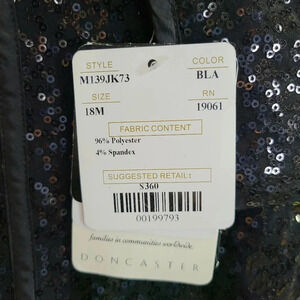 STYLE COLOR
M139JK73 BLA
SIZE RN
18M 19061
FABRIC CONTENT
96% Polyester
4% Spandex
SUGGESTED RETAIL:
$360
00199793
families in communities worldwide.
DONCASTER